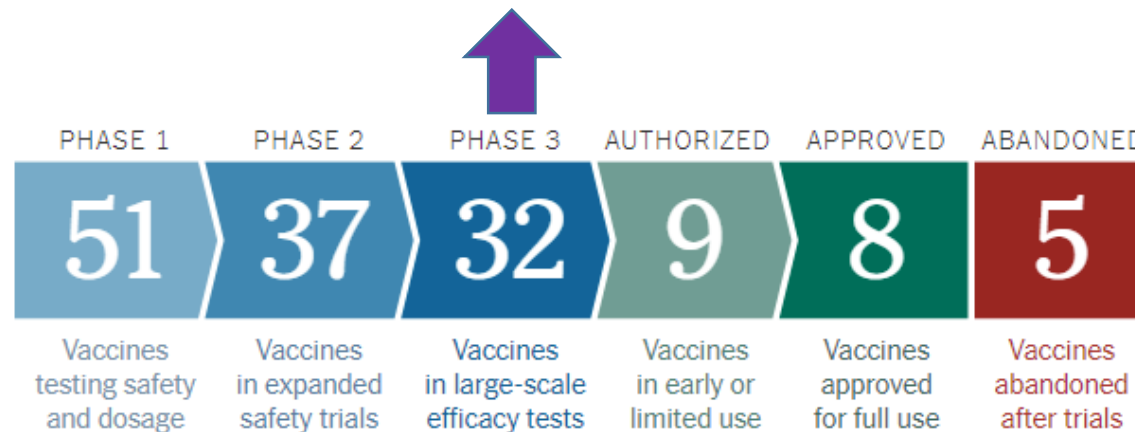 PHASE 1 PHASE 2 PHASE 3 AUTHORIZED APPROVED ABANDONED
51 37 32 9 8 5
Vaccines Vaccines Vaccines Vaccines Vaccines Vaccines
testing safety in expanded in large-scale in early or approved abandoned
and dosage safety trials efficacy tests limited use for full use after trials